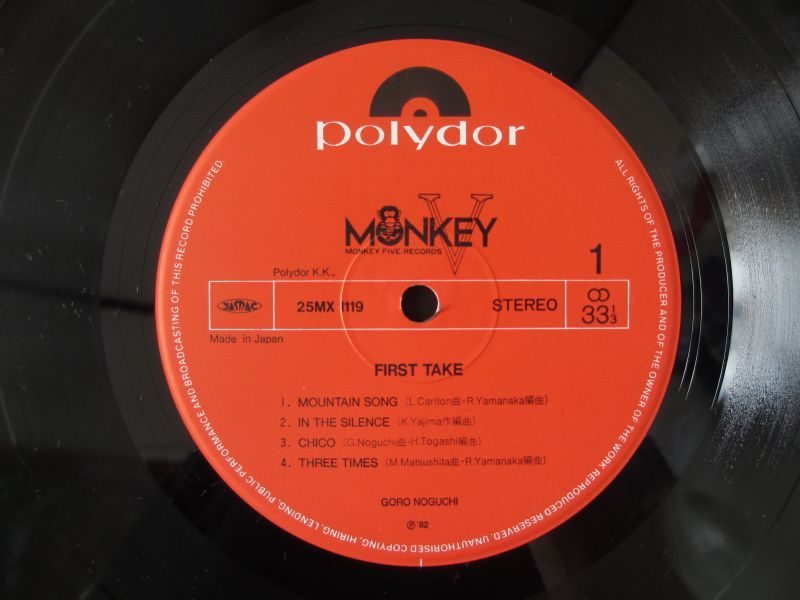 polydor
MONKEY V
MONKEY FIVE RECORDS
1
Polydor K.K.,
JASRAC
25MX 1119
STEREO
33 1/3
Made in Japan
FIRST TAKE
1. MOUNTAIN SONG (L.Carlton曲・R.Yamanaka編曲)
2. IN THE SILENCE (K.Yajima作編曲)
3. CHICO (G.Noguchi曲・H.Togashi編曲)
4. THREE TIMES (M.Matsushita曲・R.Yamanaka編曲)
GORO NOGUCHI
℗ '82
ALL RIGHTS OF THE PRODUCER AND OF THE OWNER OF THE WORK REPRODUCED RESERVED. UNAUTHORISED COPYING, HIRING, LENDING, PUBLIC PERFORMANCE AND BROADCASTING OF THIS RECORD PROHIBITED.